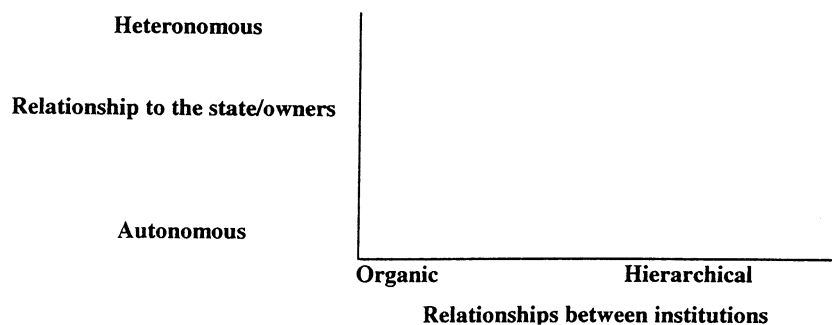 Heteronomous
Relationship to the state/owners
Autonomous
Organic Hierarchical
Relationships between institutions